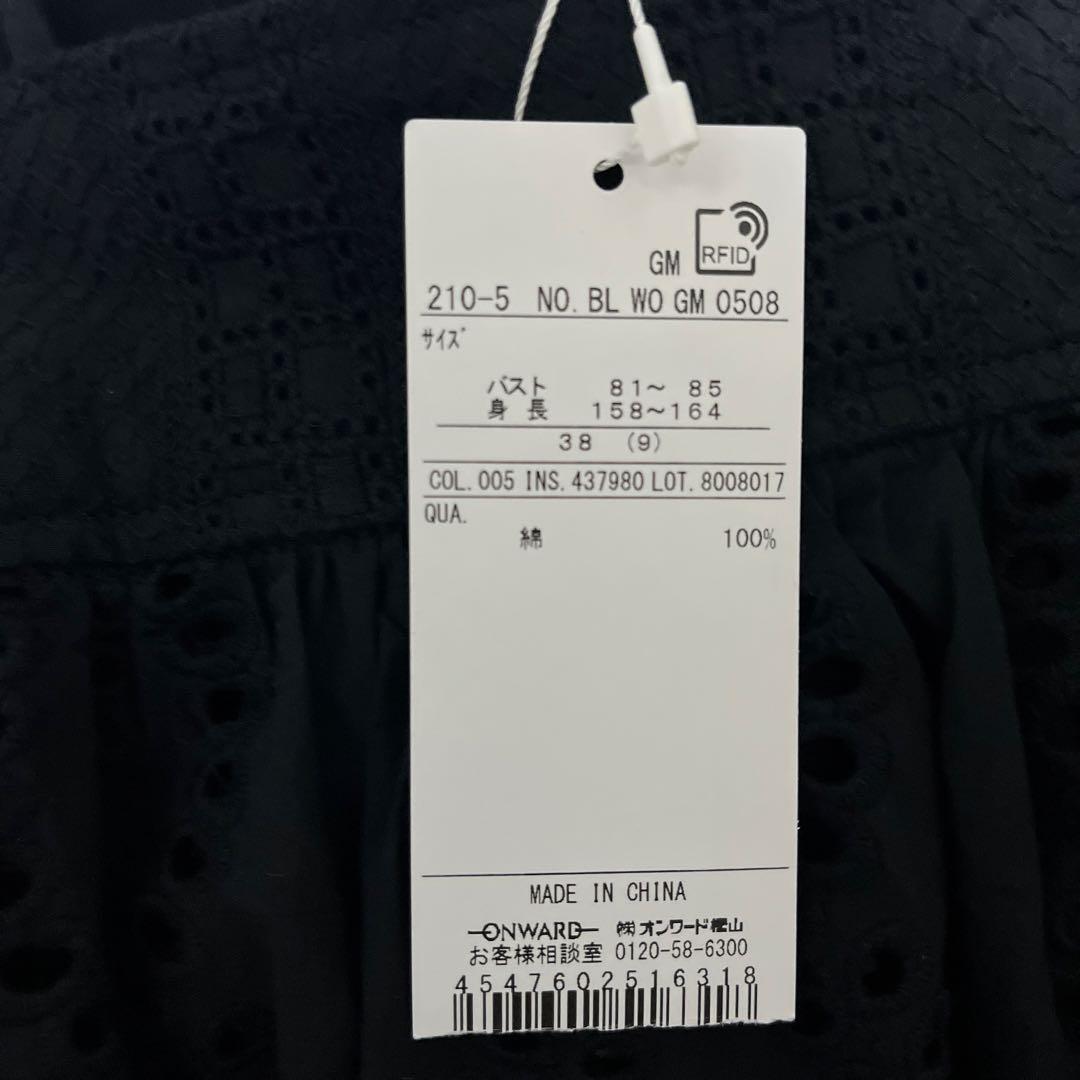 GM RFID
210-5 NO. BL WO GM 0508
サイズ
バスト 81～ 85
身 長 158～164
38 (9)
COL. 005 INS. 437980 LOT. 8008017
QUA.
綿 100%
MADE IN CHINA
ONWARD ㈱オンワード樫山
お客様相談室 0120-58-6300
4547602516318